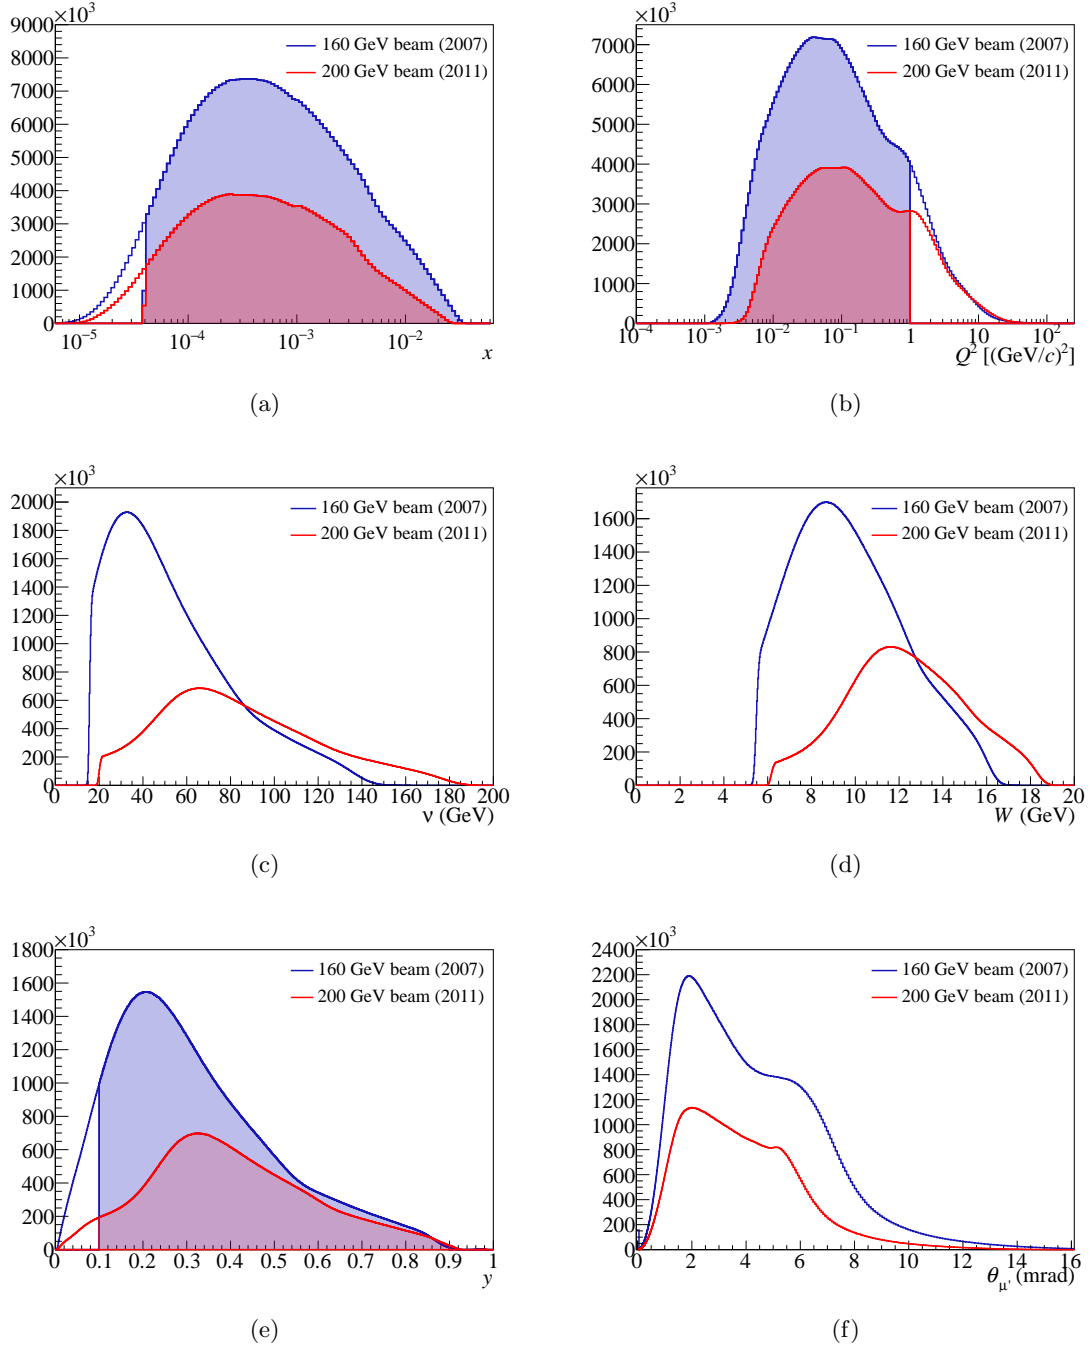 ×10³
9000
8000
7000
6000
5000
4000
3000
2000
1000
0
160 GeV beam (2007)
200 GeV beam (2011)
10⁻⁵ 10⁻⁴ 10⁻³ 10⁻²
x
(a)
×10³
7000
6000
5000
4000
3000
2000
1000
0
160 GeV beam (2007)
200 GeV beam (2011)
10⁻⁴ 10⁻³ 10⁻² 10⁻¹ 1 10 10²
Q² [(GeV/c)²]
(b)
×10³
2000
1800
1600
1400
1200
1000
800
600
400
200
0
160 GeV beam (2007)
200 GeV beam (2011)
0 20 40 60 80 100 120 140 160 180 200
ν (GeV)
(c)
×10³
1600
1400
1200
1000
800
600
400
200
0
160 GeV beam (2007)
200 GeV beam (2011)
0 2 4 6 8 10 12 14 16 18 20
W (GeV)
(d)
×10³
1800
1600
1400
1200
1000
800
600
400
200
0
160 GeV beam (2007)
200 GeV beam (2011)
0 0.1 0.2 0.3 0.4 0.5 0.6 0.7 0.8 0.9 1
y
(e)
×10³
2400
2200
2000
1800
1600
1400
1200
1000
800
600
400
200
0
160 GeV beam (2007)
200 GeV beam (2011)
0 2 4 6 8 10 12 14 16
θμ' (mrad)
(f)